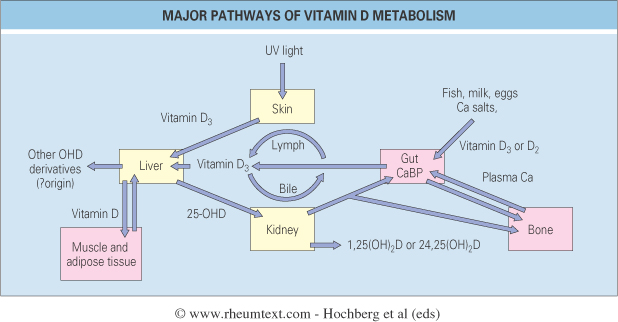 MAJOR PATHWAYS OF VITAMIN D METABOLISM
UV light
Fish, milk, eggs
Ca salts,
Skin
Vitamin D₃
Lymph
Vitamin D₃ or D₂
Other OHD
derivatives
(?origin)
Liver
Vitamin D₃
Gut
CaBP
Plasma Ca
Bile
Vitamin D
25-OHD
Muscle and
adipose tissue
Kidney
Bone
1,25(OH)₂D or 24,25(OH)₂D
© www.rheumtext.com - Hochberg et al (eds)